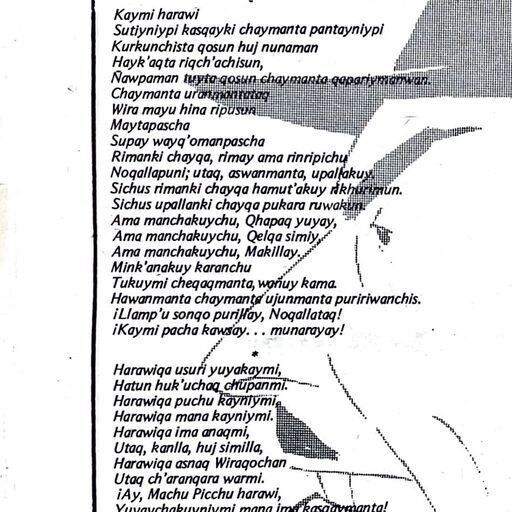 Kaymi harawi
Sutiyniypi kasqayki chaymanta pantayniypi
Kurkunchista qosun huj nunaman
Hayk'aqta riqch'achisun,
Ñawpaman tuyta qosun chaymanta qapariymanwan.
Chaymanta uranmantataq
Wira mayu hina ripusun
Maytapascha
Supay wayq'omanpascha
Rimanki chayqa, rimay ama rinripichu
Noqallapuni; utaq, aswanmanta, upallakuy.
Sichus rimanki chayqa hamut'akuy rikhurimun.
Sichus upallanki chayqa pukara ruwakun.
Ama manchakuychu, Qhapaq yuyay,
Ama manchakuychu, Qelqa simiy,
Ama manchakuychu, Makillay.
Mink'anakuy karanchu
Tukuymi cheqaqmanta, wañuy kama.
Hawanmanta chaymanta ujunmanta puririwanchis.
¡Llamp'u sonqo purillay, Noqallataq!
¡Kaymi pacha kawsay. . . munarayay!
*
Harawiqa usuri yuyakaymi,
Hatun huk'uchaq chupanmi.
Harawiqa puchu kayniymi,
Harawiqa mana kayniymi.
Harawiqa ima anaqmi,
Utaq, kanlla, huj similla,
Harawiqa asnaq Wiraqochan
Utaq ch'aranqara warmi.
¡Ay, Machu Picchu harawi,
Yuyaychakuyniymi mana ima kasqaymanta!